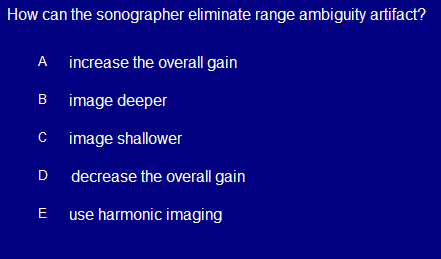 How can the sonographer eliminate range ambiguity artifact?
A increase the overall gain
B image deeper
C image shallower
D decrease the overall gain
E use harmonic imaging